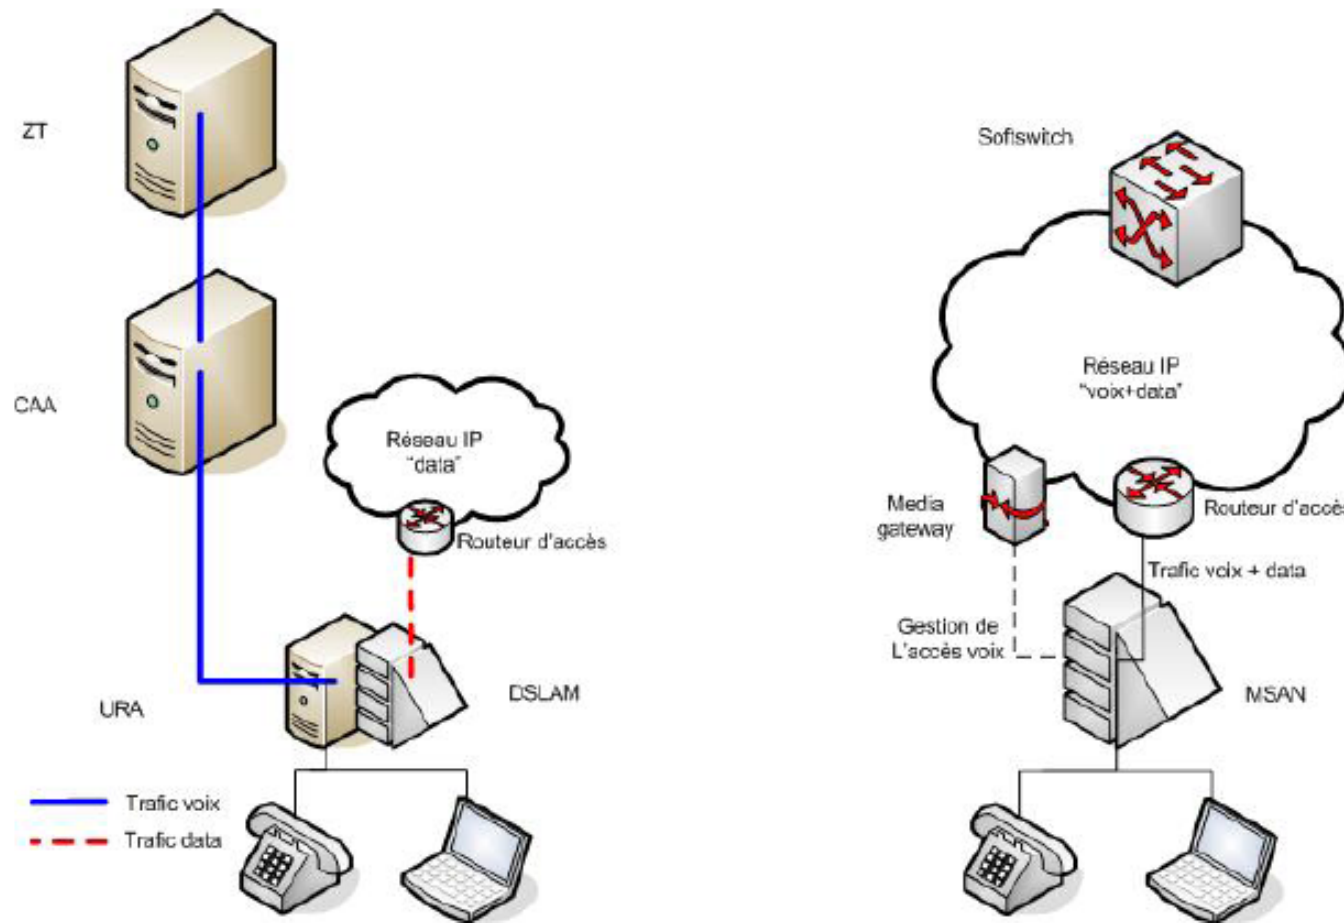 ZT
CAA
Réseau IP
"data"
Routeur d'accès
URA
DSLAM
Trafic voix
Trafic data
Softswitch
Réseau IP
"voix+data"
Media
gateway
Routeur d'accès
Trafic voix + data
Gestion de
L'accès voix
MSAN